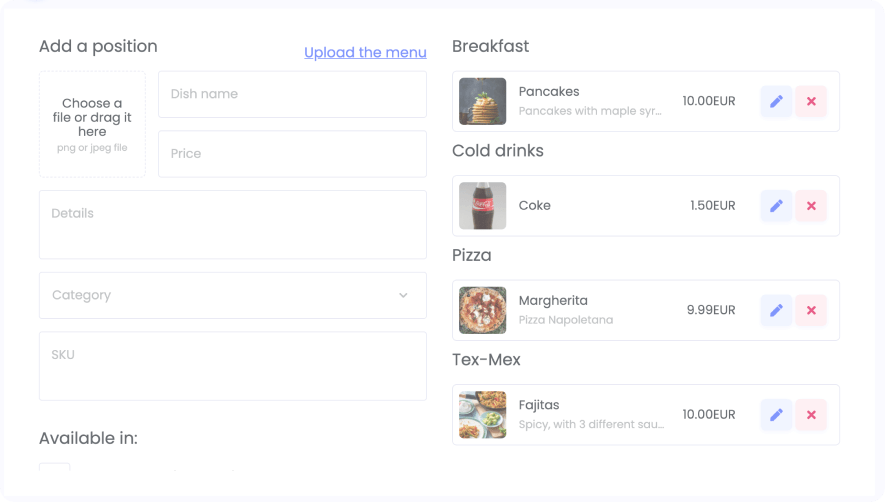 Add a position
Upload the menu
Choose a
file or drag it
here
png or jpeg file
Dish name
Price
Details
Category
SKU
Available in:
Breakfast
Pancakes
Pancakes with maple syr...
10.00EUR
Cold drinks
Coke
1.50EUR
Pizza
Margherita
Pizza Napoletana
9.99EUR
Tex-Mex
Fajitas
Spicy, with 3 different sau...
10.00EUR